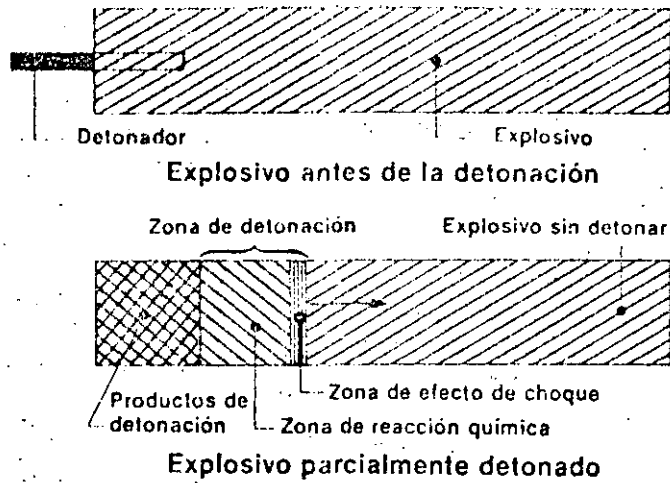 Detonador
Explosivo
Explosivo antes de la detonación
Zona de detonación
Explosivo sin detonar
Zona de efecto de choque
Productos de
detonación
Zona de reacción química
Explosivo parcialmente detonado